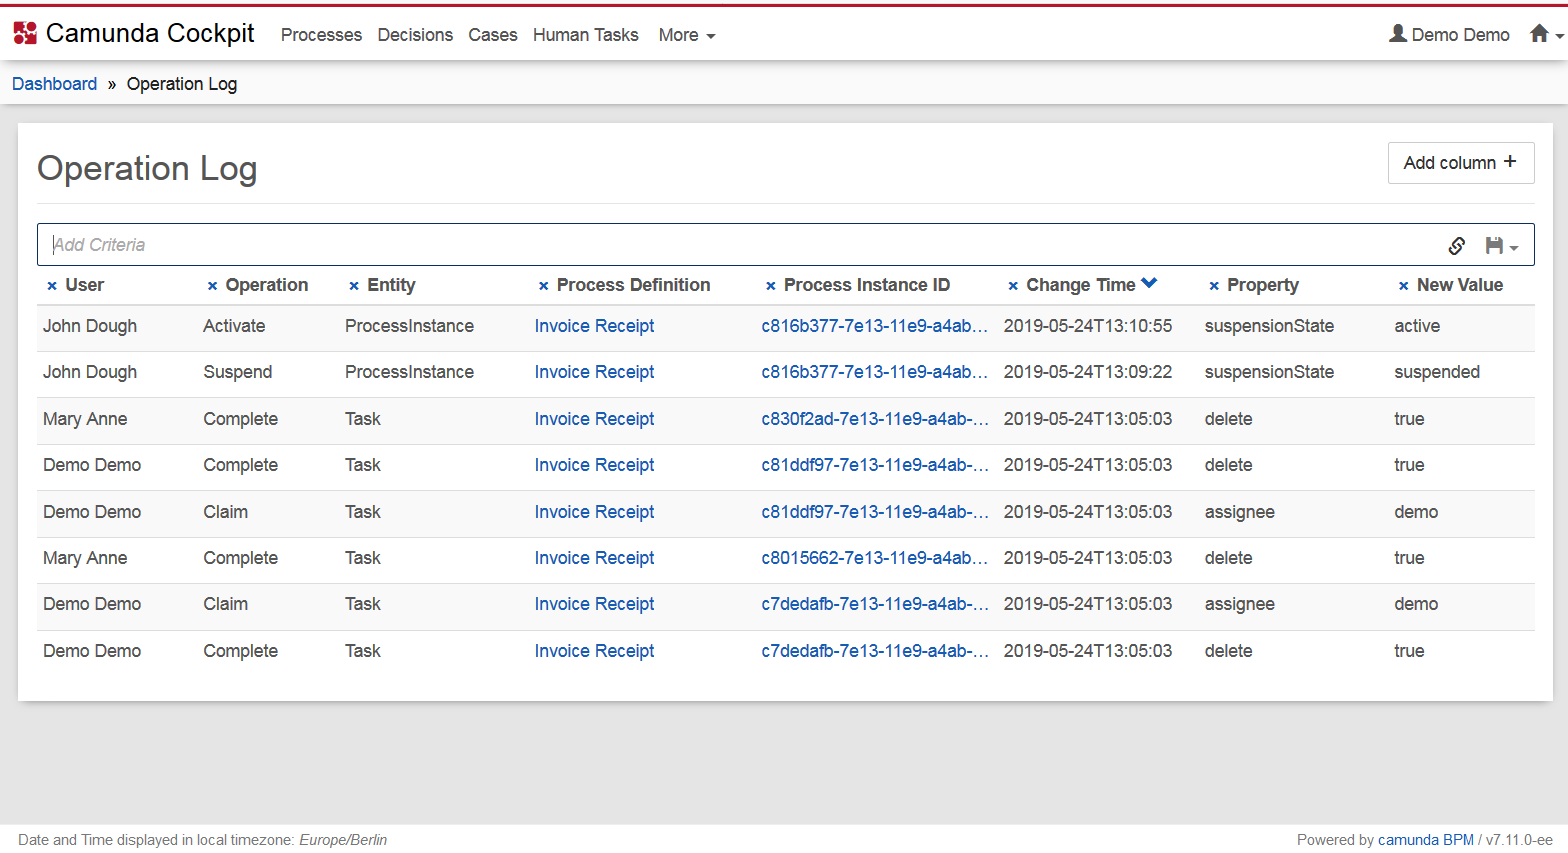 Camunda Cockpit Processes Decisions Cases Human Tasks More Demo Demo
Dashboard » Operation Log
Operation Log
Add column +
Add Criteria
× User × Operation × Entity × Process Definition × Process Instance ID × Change Time × Property × New Value
John Dough Activate ProcessInstance Invoice Receipt c816b377-7e13-11e9-a4ab… 2019-05-24T13:10:55 suspensionState active
John Dough Suspend ProcessInstance Invoice Receipt c816b377-7e13-11e9-a4ab… 2019-05-24T13:09:22 suspensionState suspended
Mary Anne Complete Task Invoice Receipt c830f2ad-7e13-11e9-a4ab-… 2019-05-24T13:05:03 delete true
Demo Demo Complete Task Invoice Receipt c81ddf97-7e13-11e9-a4ab-… 2019-05-24T13:05:03 delete true
Demo Demo Claim Task Invoice Receipt c81ddf97-7e13-11e9-a4ab-… 2019-05-24T13:05:03 assignee demo
Mary Anne Complete Task Invoice Receipt c8015662-7e13-11e9-a4ab… 2019-05-24T13:05:03 delete true
Demo Demo Claim Task Invoice Receipt c7dedafb-7e13-11e9-a4ab-… 2019-05-24T13:05:03 assignee demo
Demo Demo Complete Task Invoice Receipt c7dedafb-7e13-11e9-a4ab-… 2019-05-24T13:05:03 delete true
Date and Time displayed in local timezone: Europe/Berlin Powered by camunda BPM / v7.11.0-ee